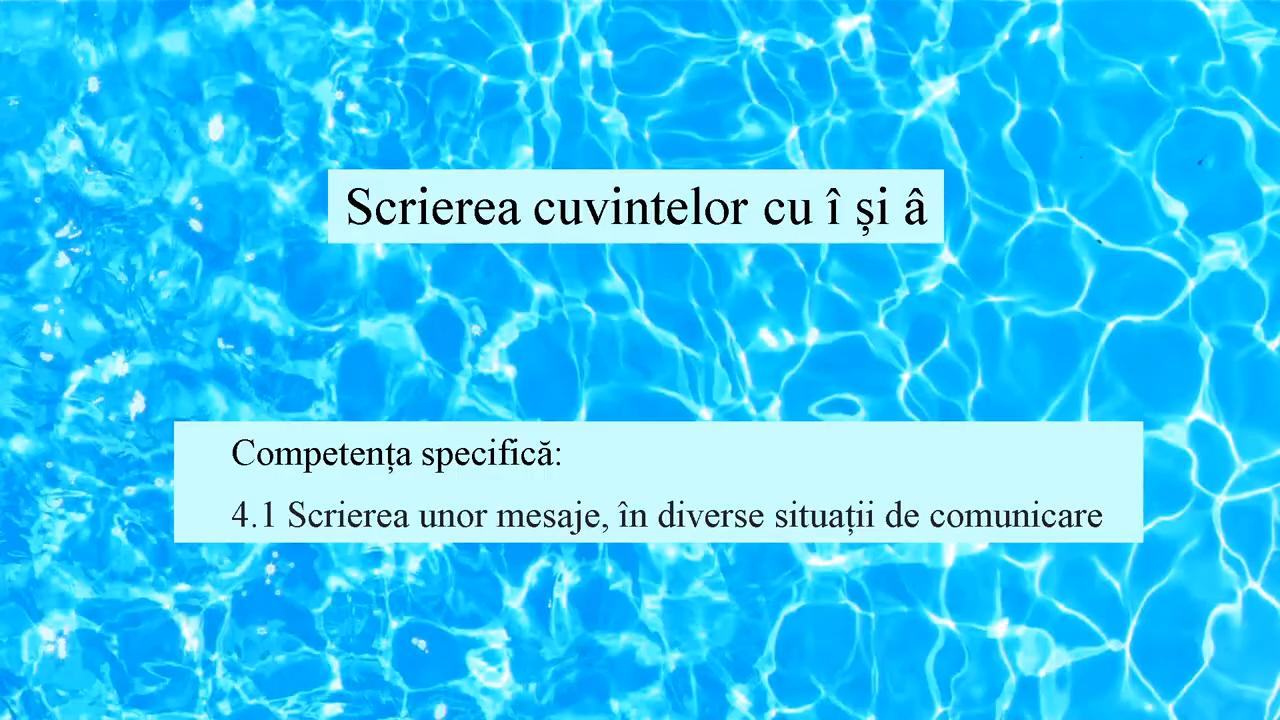 Scrierea cuvintelor cu î și â
Competența specifică:
4.1 Scrierea unor mesaje, în diverse situații de comunicare